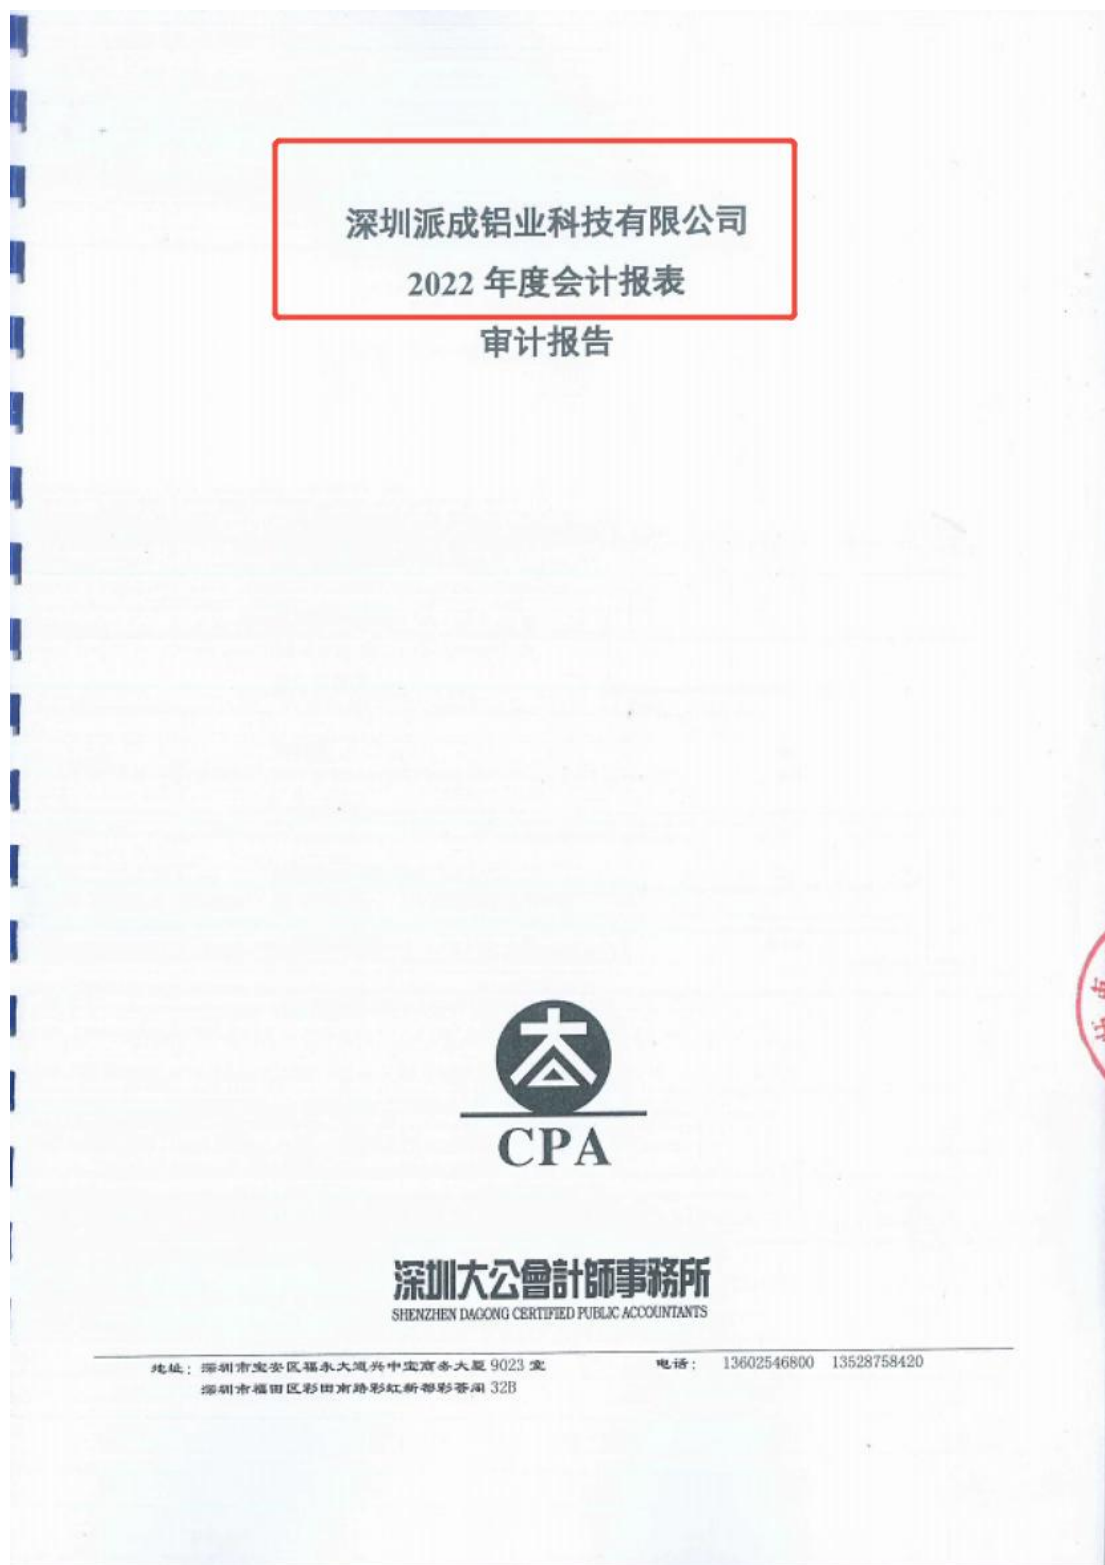 深圳派成铝业科技有限公司
2022 年度会计报表
审计报告
CPA
深圳大公會計師事務所
SHENZHEN DAGONG CERTIFIED PUBLIC ACCOUNTANTS
地址：深圳市宝安区福永大道兴中宝商务大厦 9023 室
电话： 13602546800 13528758420
深圳市福田区彩田南路彩虹新都彩荟阁 32B